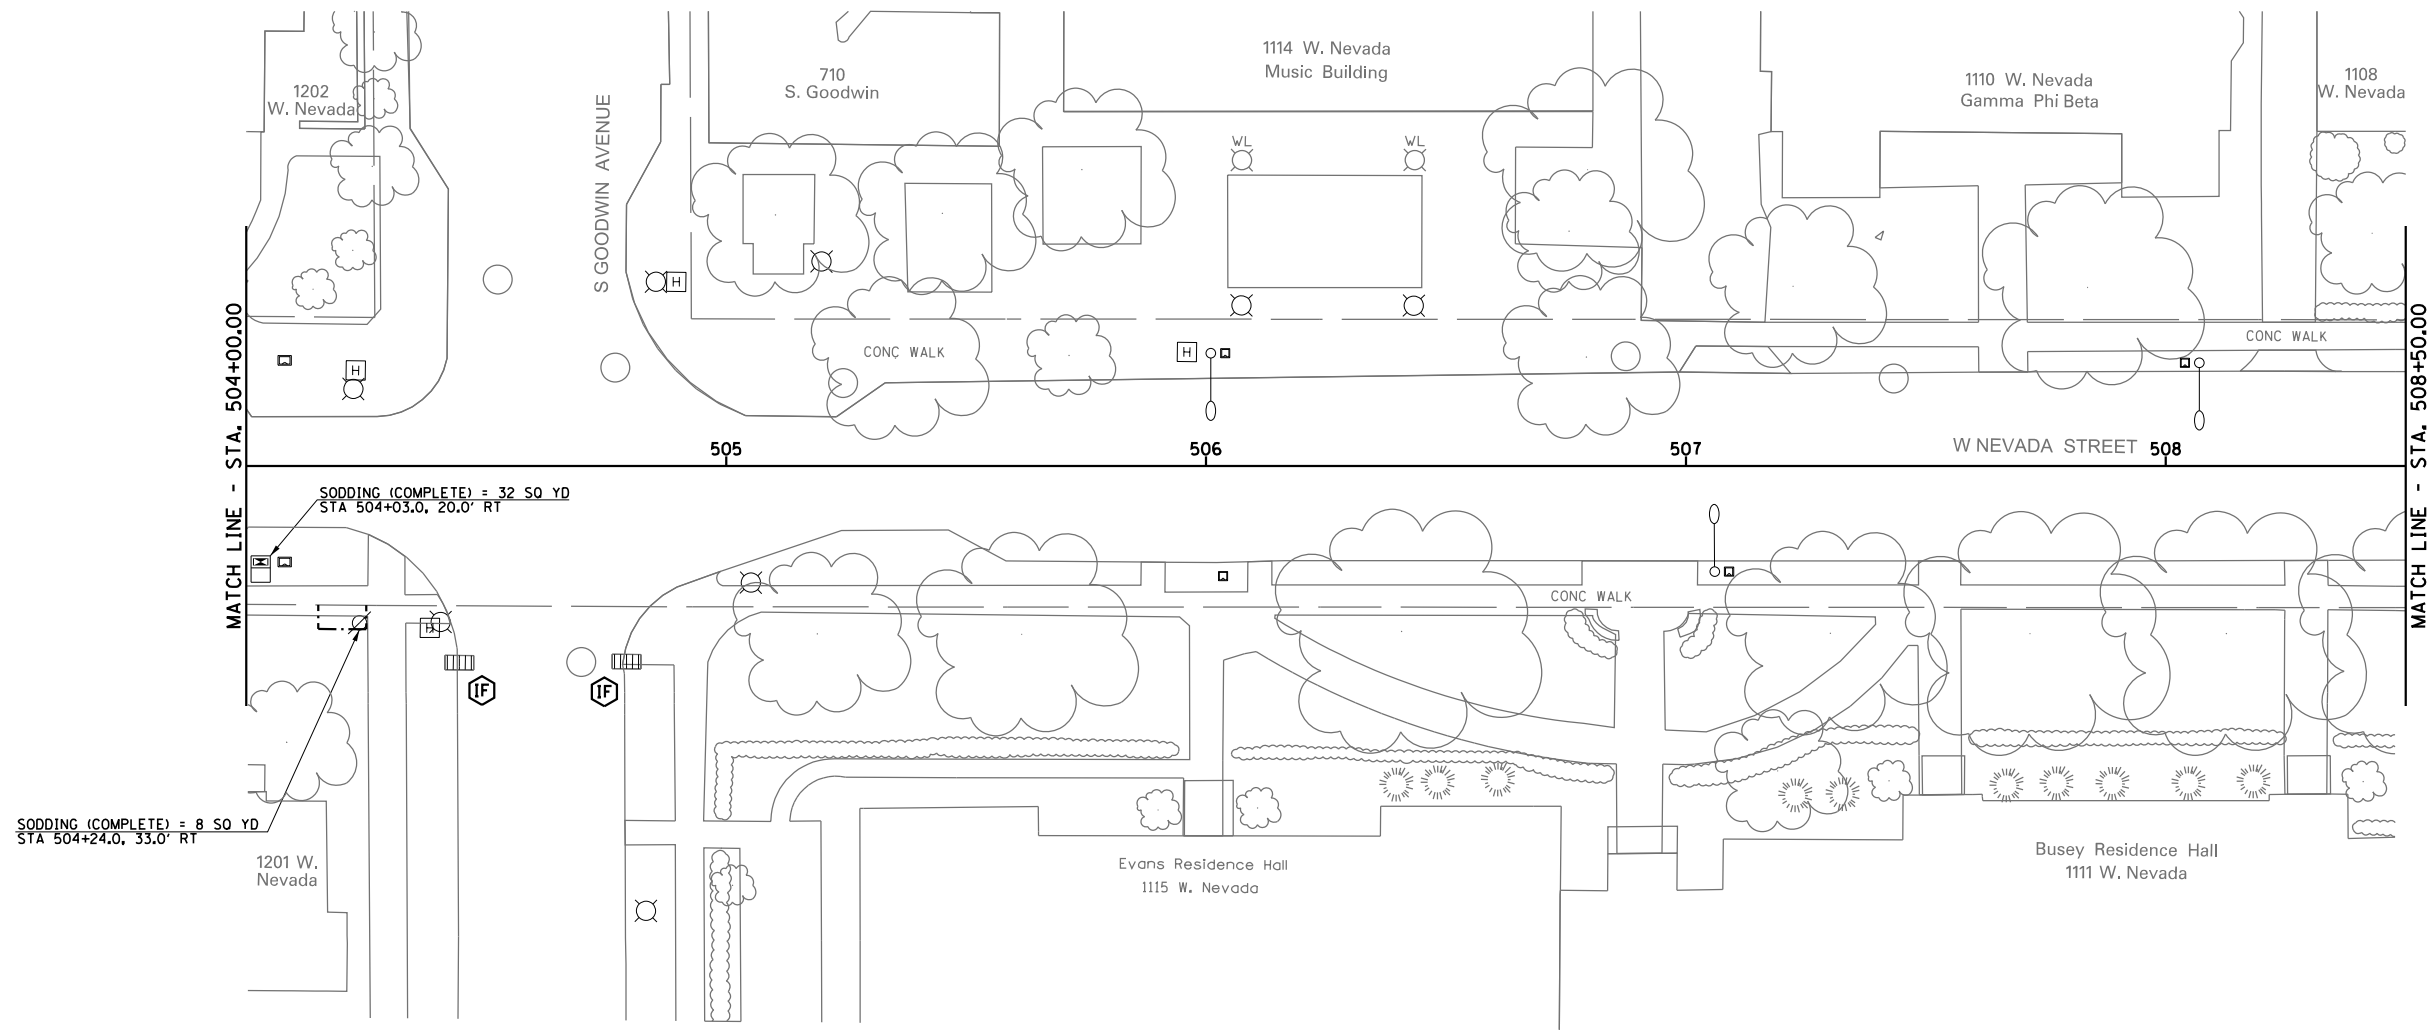 1202
W. Nevada
710
S. Goodwin
1114 W. Nevada
Music Building
1110 W. Nevada
Gamma Phi Beta
1108
W. Nevada
S GOODWIN AVENUE
WL
WL
H
H
H
CONC WALK
CONC WALK
MATCH LINE - STA. 504+00.00
MATCH LINE - STA. 508+50.00
505
506
507
508
W NEVADA STREET
SODDING (COMPLETE) = 32 SQ YD
STA 504+03.0, 20.0' RT
CONC WALK
H
IF
IF
SODDING (COMPLETE) = 8 SQ YD
STA 504+24.0, 33.0' RT
1201 W.
Nevada
Evans Residence Hall
1115 W. Nevada
Busey Residence Hall
1111 W. Nevada